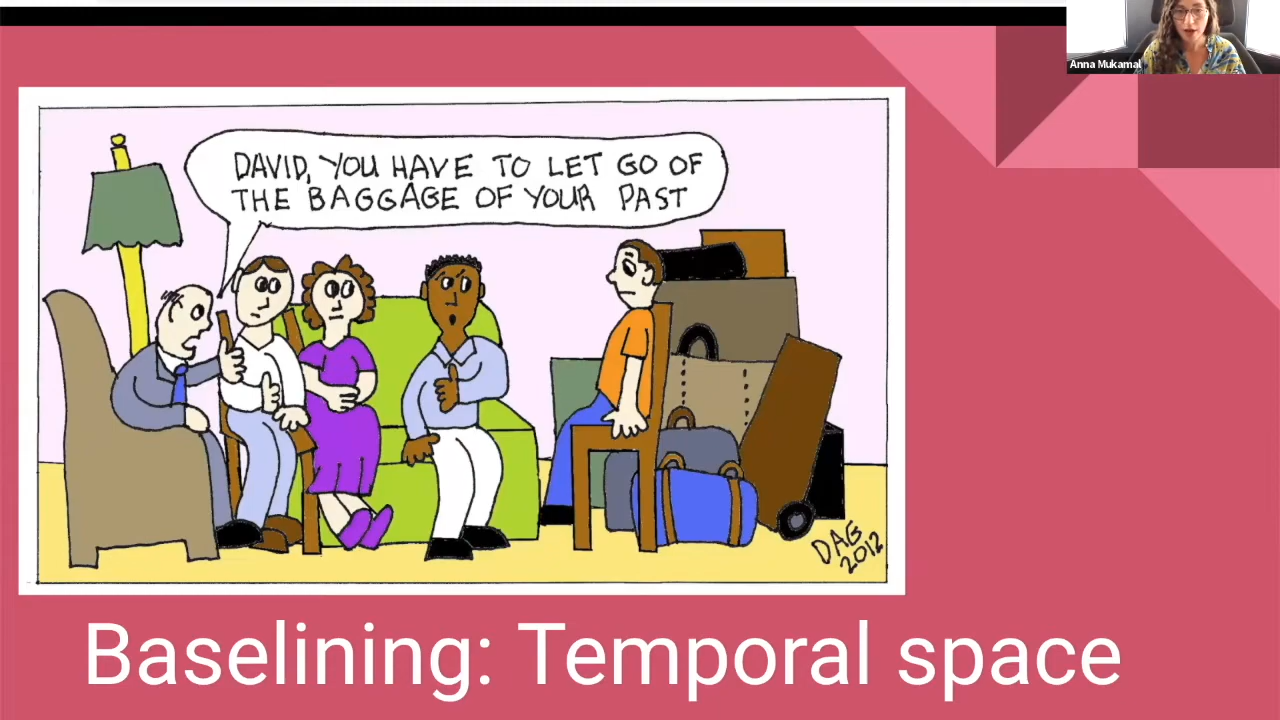 Anna Mukamal
DAVID, YOU HAVE TO LET GO OF
THE BAGGAGE OF YOUR PAST
DAG
2012
Baselining: Temporal space